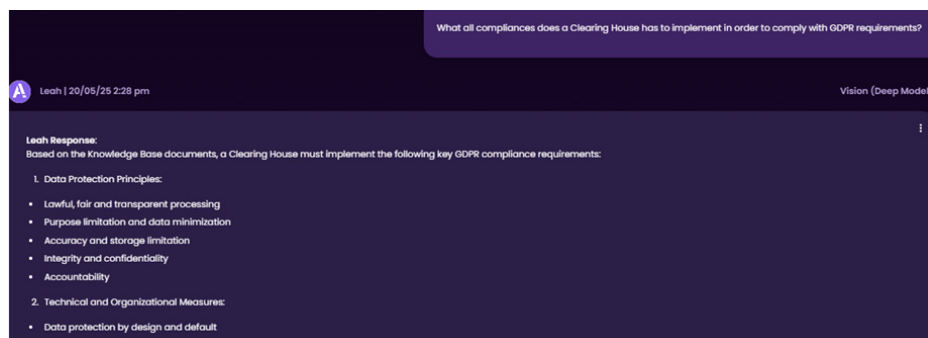 What all compliances does a Clearing House has to implement in order to comply with GDPR requirements?
Leah | 20/05/25 2:28 pm
Vision (Deep Model
Leah Response:
Based on the Knowledge Base documents, a Clearing House must implement the following key GDPR compliance requirements:
1. Data Protection Principles:
• Lawful, fair and transparent processing
• Purpose limitation and data minimization
• Accuracy and storage limitation
• Integrity and confidentiality
• Accountability
2. Technical and Organizational Measures:
• Data protection by design and default